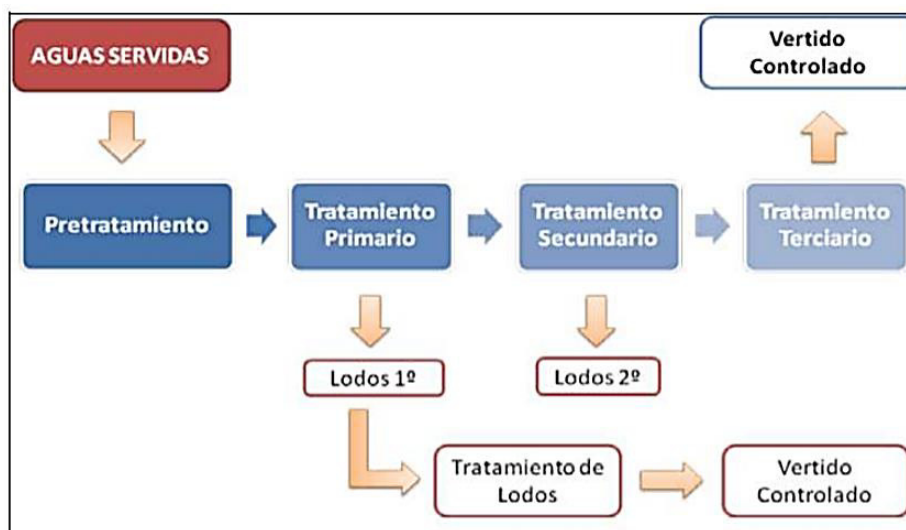 AGUAS SERVIDAS
Vertido
Controlado
Pretratamiento
Tratamiento
Primario
Tratamiento
Secundario
Tratamiento
Terciario
Lodos 1º
Lodos 2º
Tratamiento de
Lodos
Vertido
Controlado